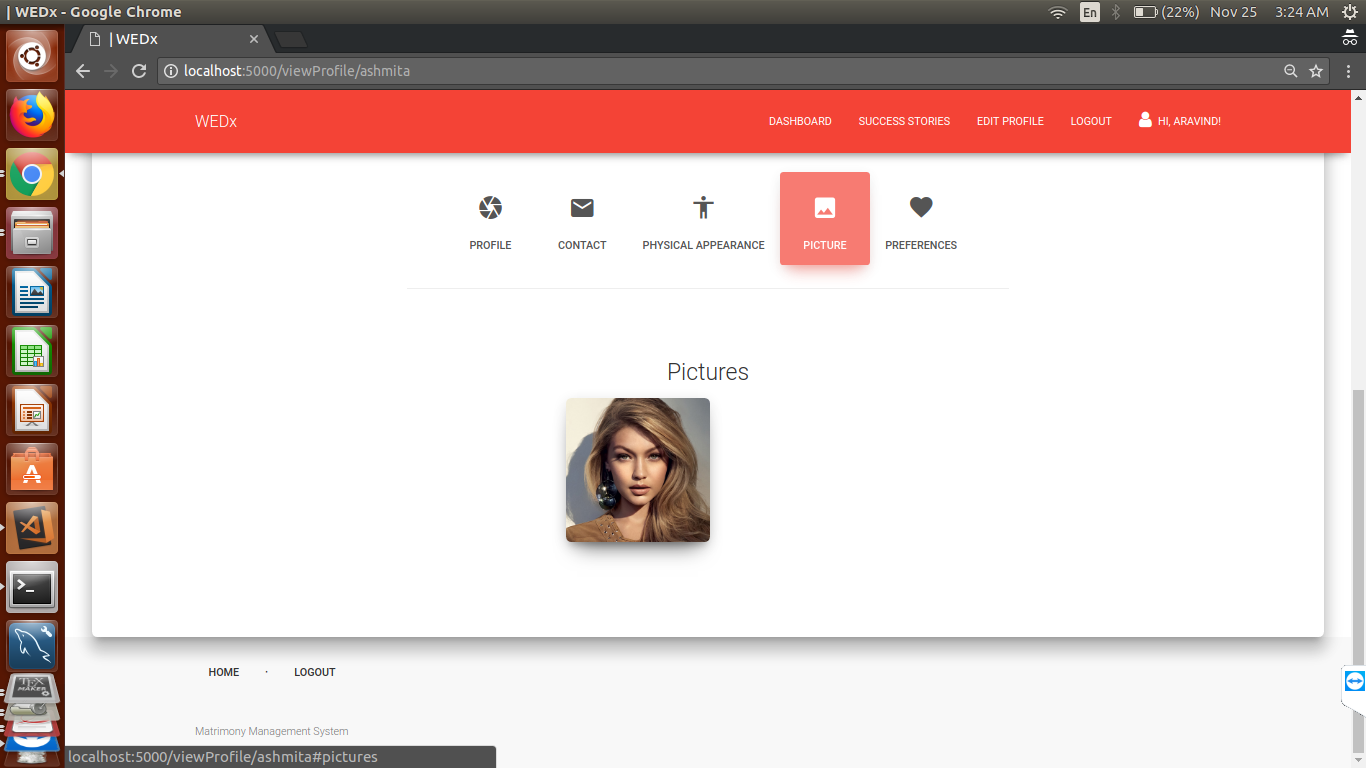 | WEDx - Google Chrome
En
(22%)
Nov 25
3:24 AM
| WEDx
localhost:5000/viewProfile/ashmita
WEDx
DASHBOARD
SUCCESS STORIES
EDIT PROFILE
LOGOUT
HI, ARAVIND!
PROFILE
CONTACT
PHYSICAL APPEARANCE
PICTURE
PREFERENCES
Pictures
HOME
·
LOGOUT
Matrimony Management System
localhost:5000/viewProfile/ashmita#pictures